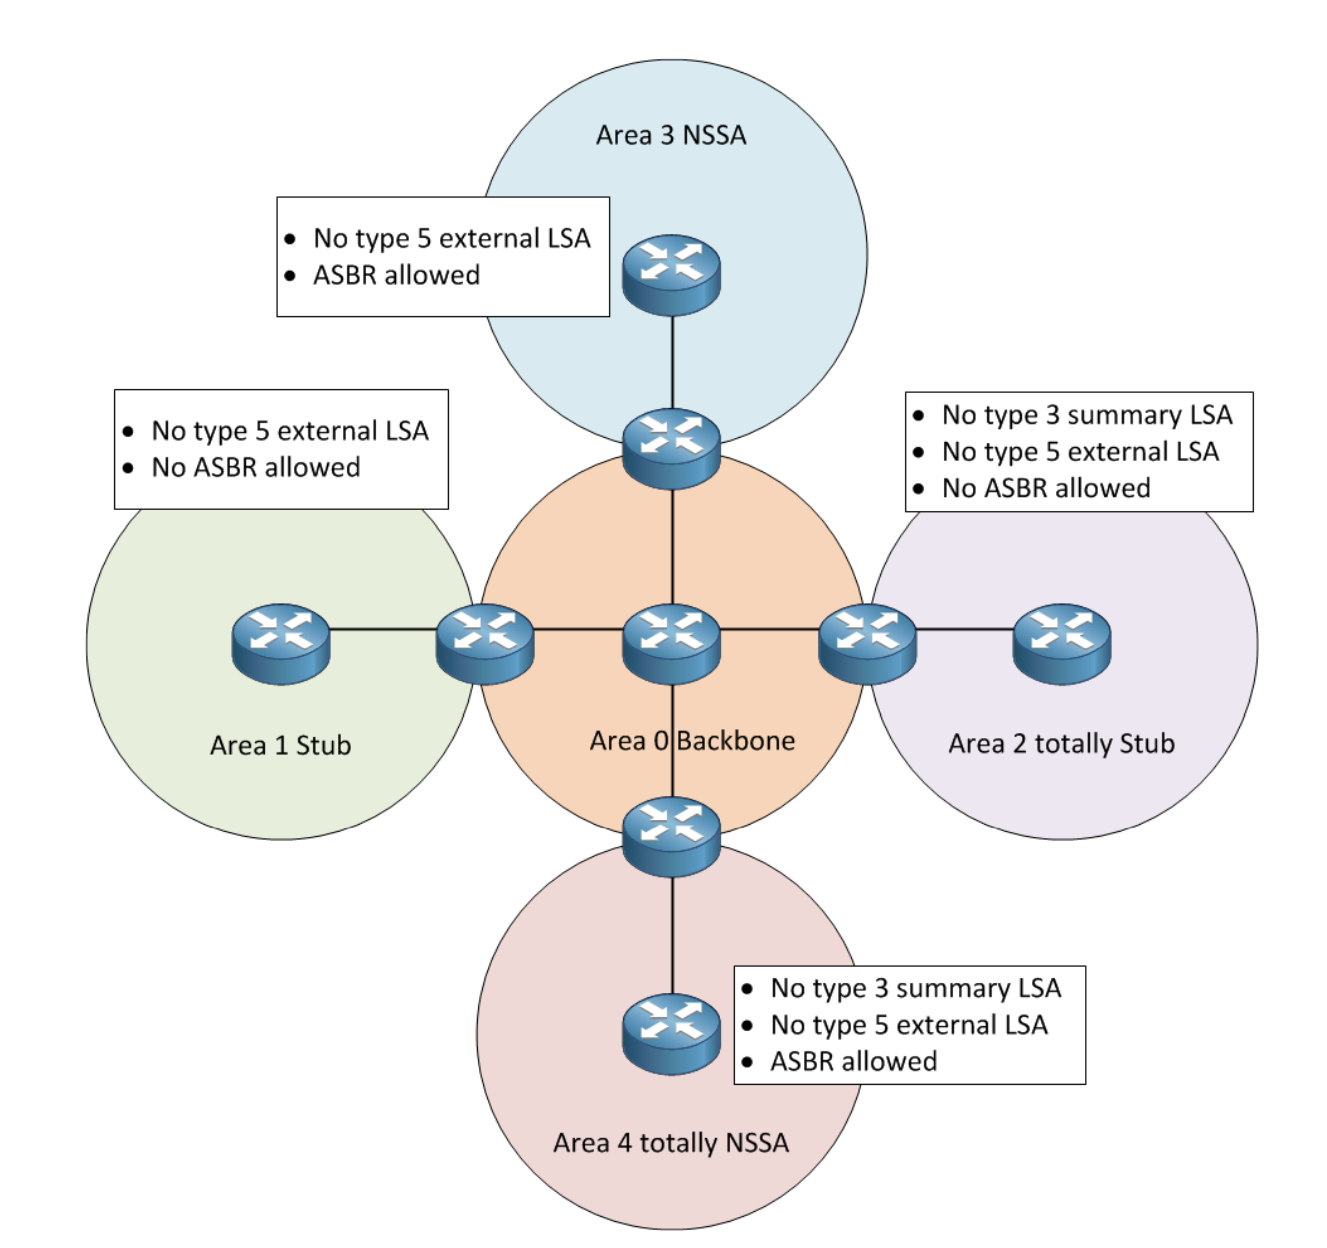 Area 3 NSSA
• No type 5 external LSA
• ASBR allowed
• No type 5 external LSA
• No ASBR allowed
• No type 3 summary LSA
• No type 5 external LSA
• No ASBR allowed
Area 1 Stub
Area 0 Backbone
Area 2 totally Stub
• No type 3 summary LSA
• No type 5 external LSA
• ASBR allowed
Area 4 totally NSSA